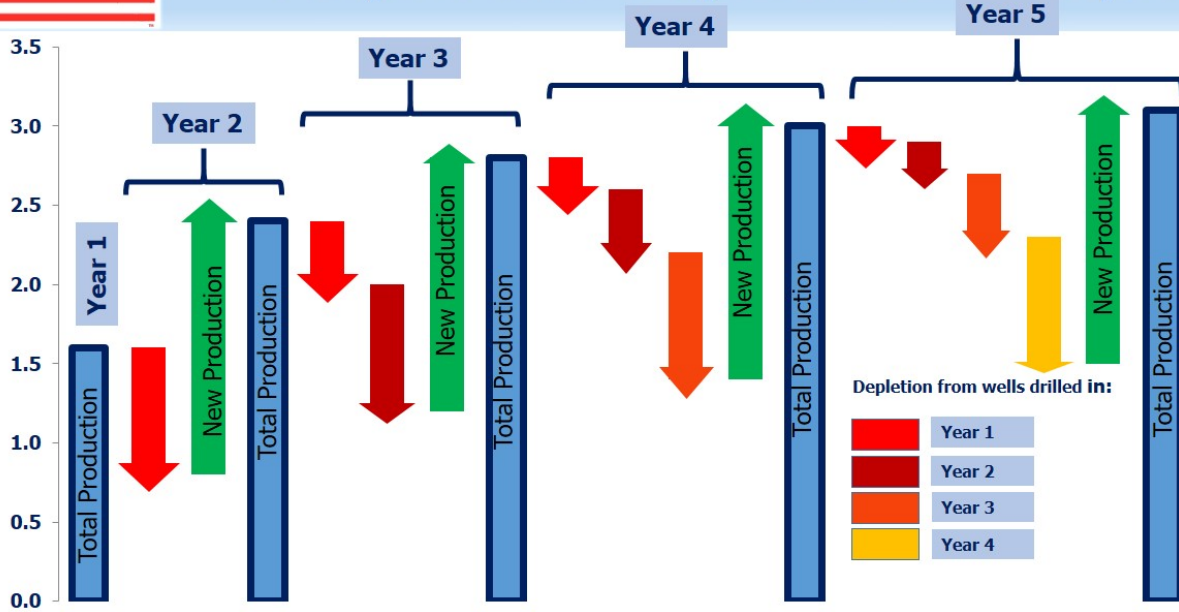 Year 5
Year 4
3.5
Year 3
3.0
Year 2
2.5
Year 1
2.0
1.5
1.0
0.5
0.0
Total Production
New Production
Total Production
New Production
Total Production
New Production
Total Production
New Production
Total Production
Depletion from wells drilled in:
Year 1
Year 2
Year 3
Year 4